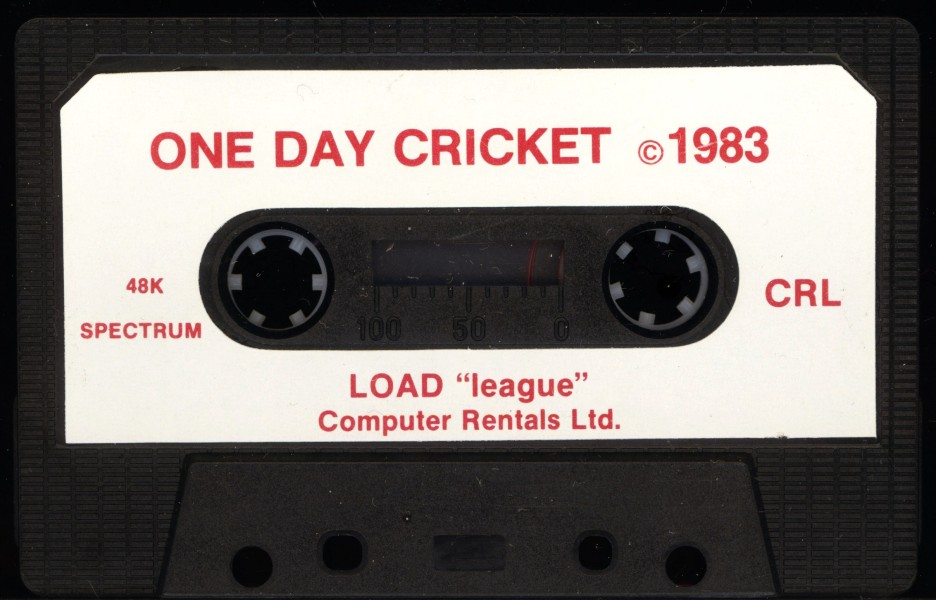 ONE DAY CRICKET ©1983
48K
SPECTRUM
CRL
100 50 0
LOAD “league”
Computer Rentals Ltd.